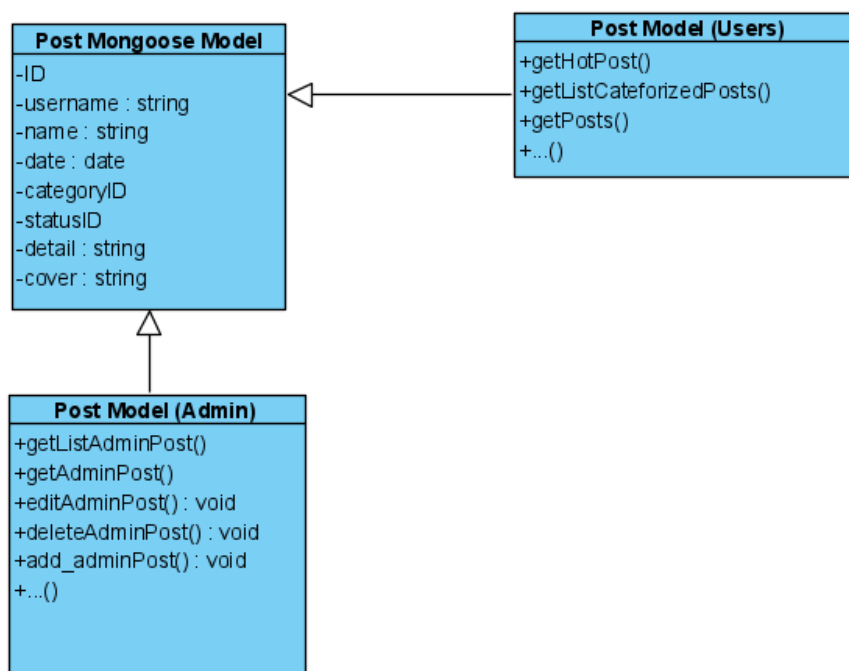 Post Mongoose Model
-ID
-username : string
-name : string
-date : date
-categoryID
-statusID
-detail : string
-cover : string
Post Model (Users)
+getHotPost()
+getListCateforizedPosts()
+getPosts()
+...()
Post Model (Admin)
+getListAdminPost()
+getAdminPost()
+editAdminPost() : void
+deleteAdminPost() : void
+add_adminPost() : void
+...()